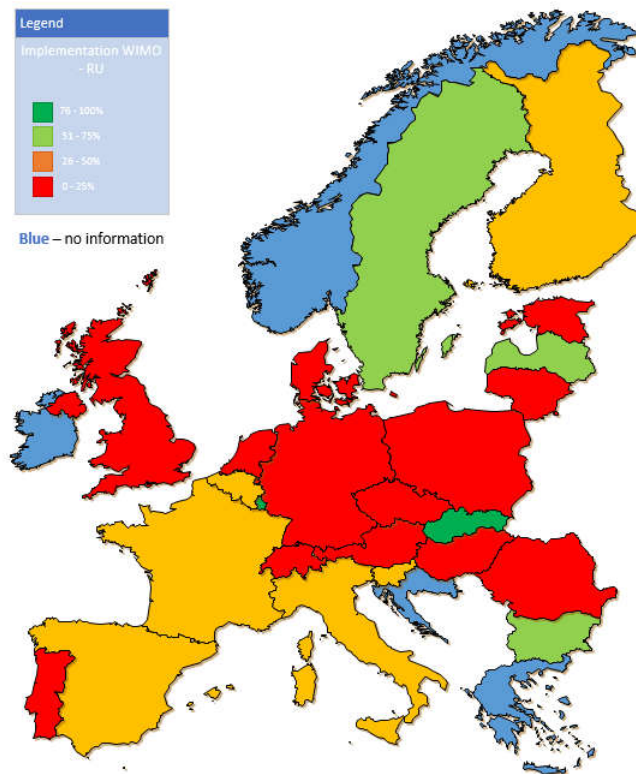 Legend
Implementation WIMO
- RU
76 - 100%
51 - 75%
26 - 50%
0 - 25%
Blue – no information